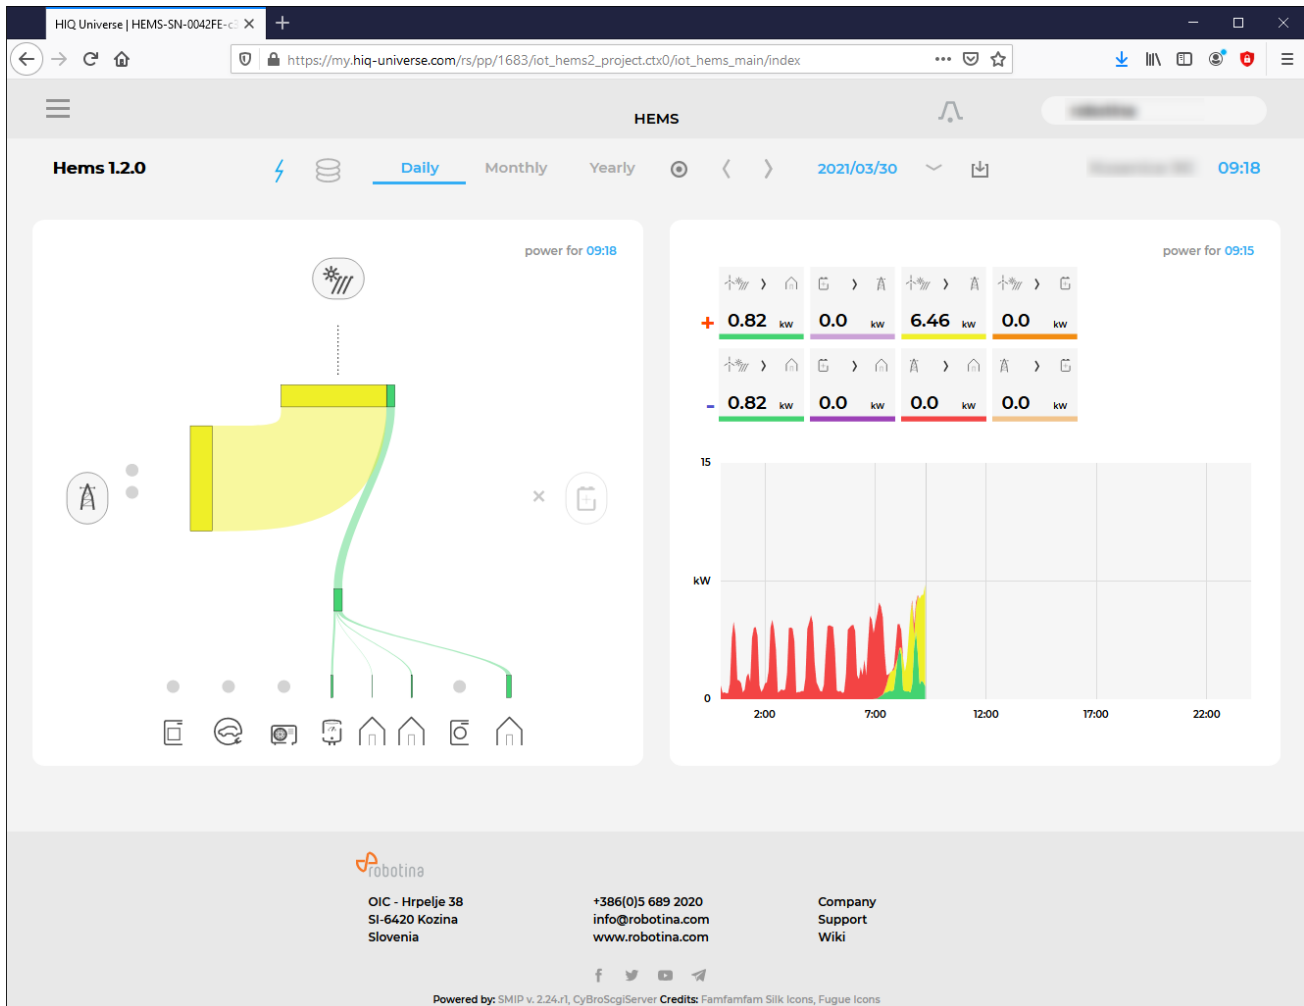 HIQ Universe | HEMS-SN-0042FE-c3
https://my.hiq-universe.com/rs/pp/1683/iot_hems2_project.ctx0/iot_hems_main/index
HEMS
Hems 1.2.0
Daily
Monthly
Yearly
2021/03/30
09:18
power for 09:18
power for 09:15
+ 0.82 kW 0.0 kW 6.46 kW 0.0 kW
- 0.82 kW 0.0 kW 0.0 kW 0.0 kW
15
kW
0
2:00 7:00 12:00 17:00 22:00
robotina
OIC - Hrpelje 38
SI-6420 Kozina
Slovenia
+386(0)5 689 2020
info@robotina.com
www.robotina.com
Company
Support
Wiki
Powered by: SMIP v. 2.24.r1, CyBroScgiServer Credits: Famfamfam Silk Icons, Fugue Icons